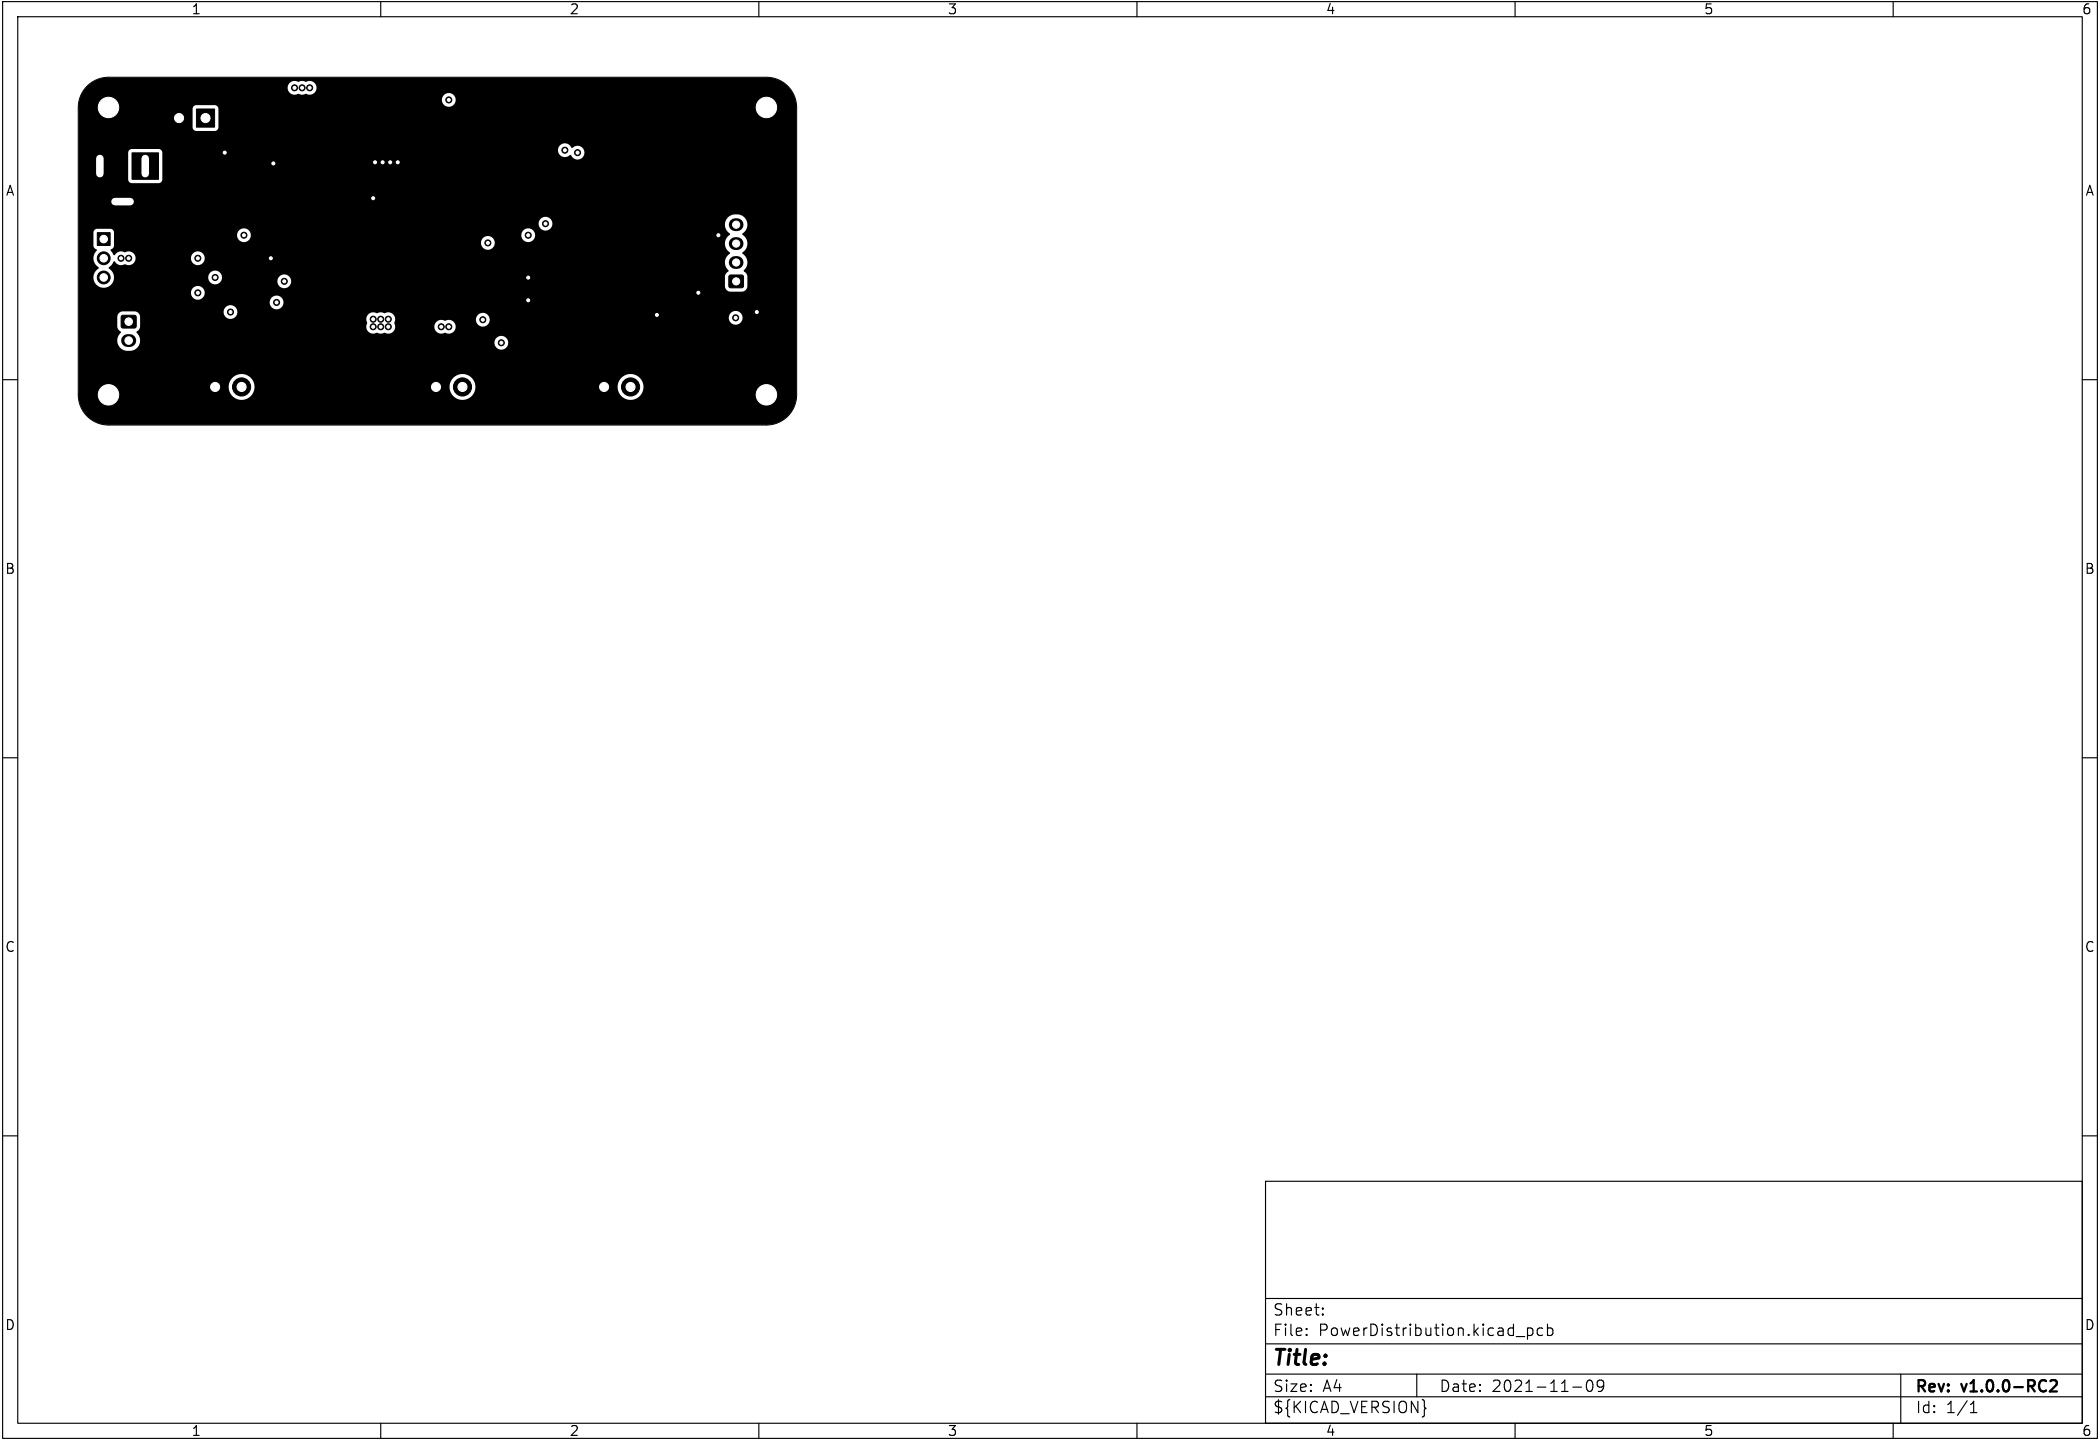 1 2 3 4 5 6
A A
B B
C C
Sheet:
File: PowerDistribution.kicad_pcb
D D
Title:
Size: A4 Date: 2021-11-09 Rev: v1.0.0-RC2
${KICAD_VERSION} Id: 1/1
1 2 3 4 5 6